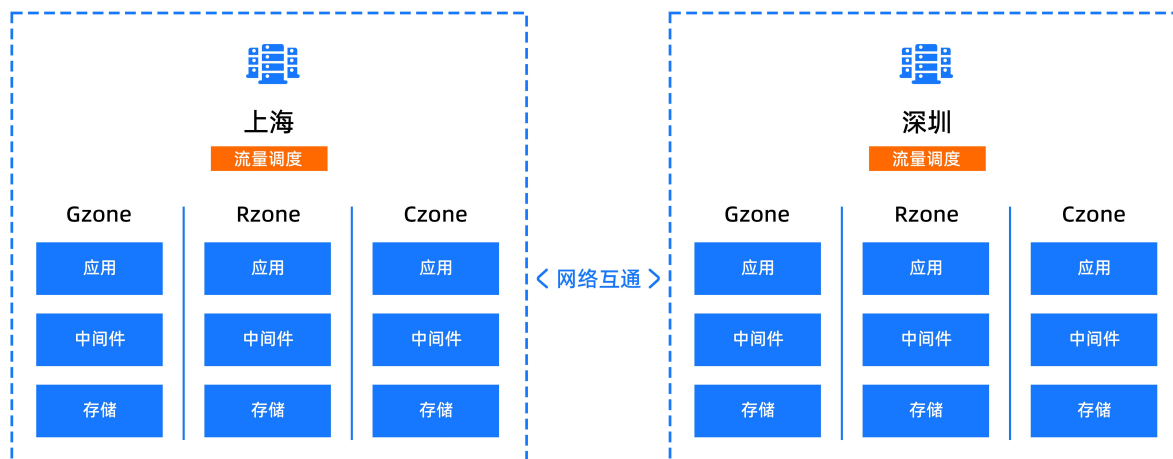 上海
流量调度
Gzone Rzone Czone
应用 应用 应用
中间件 中间件 中间件
存储 存储 存储
网络互通
深圳
流量调度
Gzone Rzone Czone
应用 应用 应用
中间件 中间件 中间件
存储 存储 存储